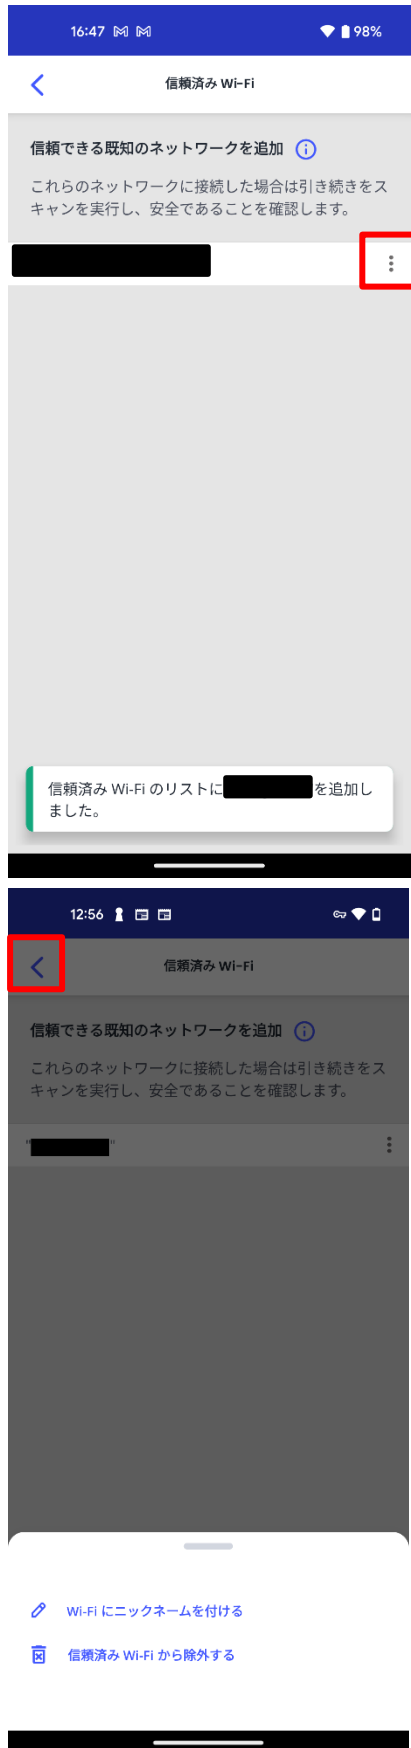 16:47 98%
信頼済み Wi-Fi
信頼できる既知のネットワークを追加
これらのネットワークに接続した場合は引き続きをス
キャンを実行し、安全であることを確認します。
信頼済み Wi-Fi のリストに を追加し
ました。
12:56
信頼済み Wi-Fi
信頼できる既知のネットワークを追加
これらのネットワークに接続した場合は引き続きをス
キャンを実行し、安全であることを確認します。
" "
Wi-Fi にニックネームを付ける
信頼済み Wi-Fi から除外する